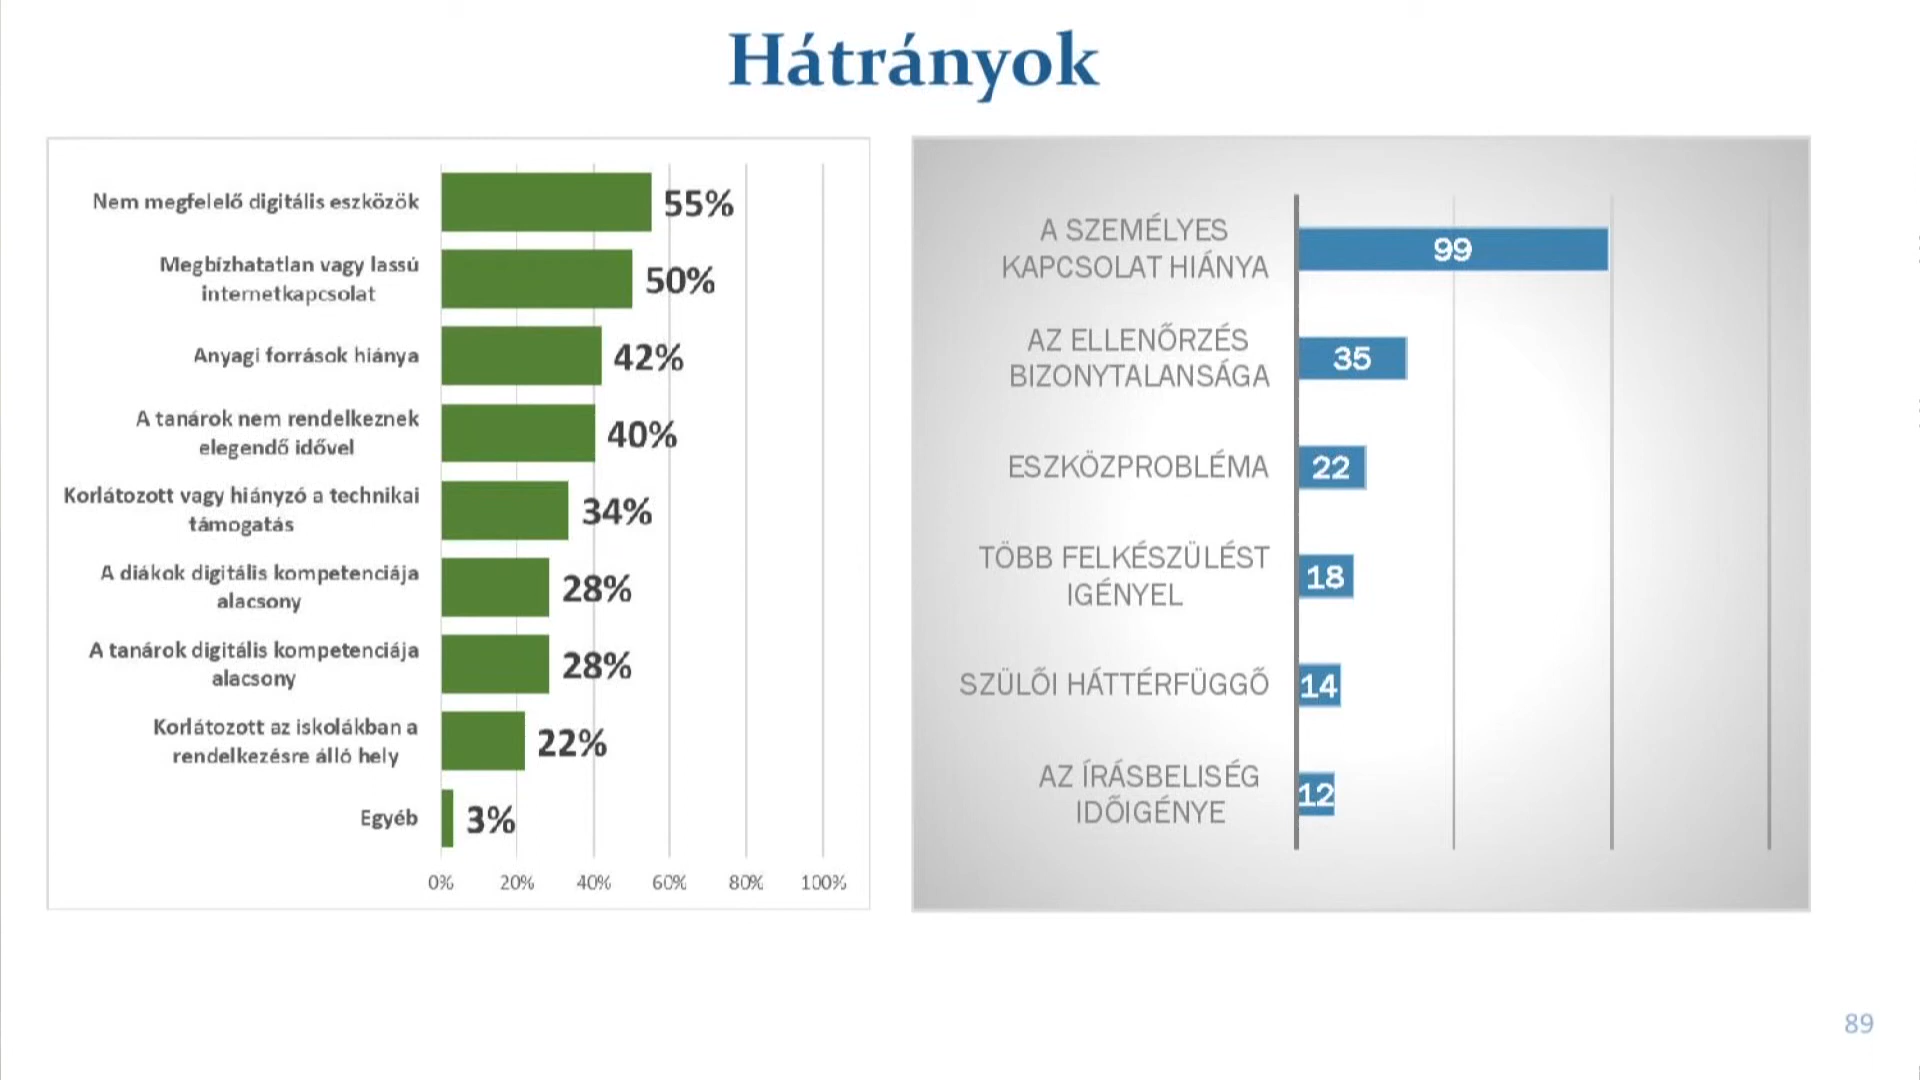 Hátrányok
Nem megfelelő digitális eszközök
55%
Megbízhatatlan vagy lassú
internetkapcsolat
50%
Anyagi források hiánya
42%
A tanárok nem rendelkeznek
elegendő idővel
40%
Korlátozott vagy hiányzó a technikai
támogatás
34%
A diákok digitális kompetenciája
alacsony
28%
A tanárok digitális kompetenciája
alacsony
28%
Korlátozott az iskolákban a
rendelkezésre álló hely
22%
Egyéb
3%
0% 20% 40% 60% 80% 100%
A SZEMÉLYES
KAPCSOLAT HIÁNYA
99
AZ ELLENŐRZÉS
BIZONYTALANSÁGA
35
ESZKÖZPROBLÉMA
22
TÖBB FELKÉSZÜLÉST
IGÉNYEL
18
SZÜLŐI HÁTTÉRFÜGGŐ
14
AZ ÍRÁSBELISÉG
IDŐIGÉNYE
12
89